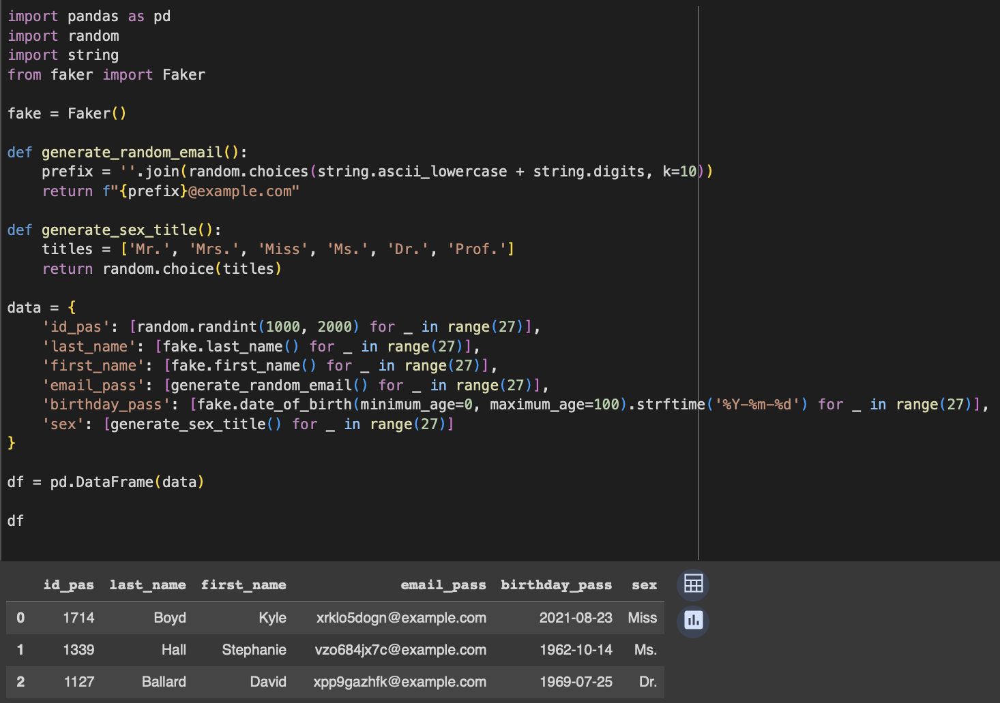 import pandas as pd
import random
import string
from faker import Faker
fake = Faker()
def generate_random_email():
    prefix = ''.join(random.choices(string.ascii_lowercase + string.digits, k=10))
    return f"{prefix}@example.com"
def generate_sex_title():
    titles = ['Mr.', 'Mrs.', 'Miss', 'Ms.', 'Dr.', 'Prof.']
    return random.choice(titles)
data = {
    'id_pas': [random.randint(1000, 2000) for _ in range(27)],
    'last_name': [fake.last_name() for _ in range(27)],
    'first_name': [fake.first_name() for _ in range(27)],
    'email_pass': [generate_random_email() for _ in range(27)],
    'birthday_pass': [fake.date_of_birth(minimum_age=0, maximum_age=100).strftime('%Y-%m-%d') for _ in range(27)],
    'sex': [generate_sex_title() for _ in range(27)]
}
df = pd.DataFrame(data)
df
id_pas last_name first_name email_pass birthday_pass sex
0 1714 Boyd Kyle xrklo5dogn@example.com 2021-08-23 Miss
1 1339 Hall Stephanie vzo684jx7c@example.com 1962-10-14 Ms.
2 1127 Ballard David xpp9gazhfk@example.com 1969-07-25 Dr.